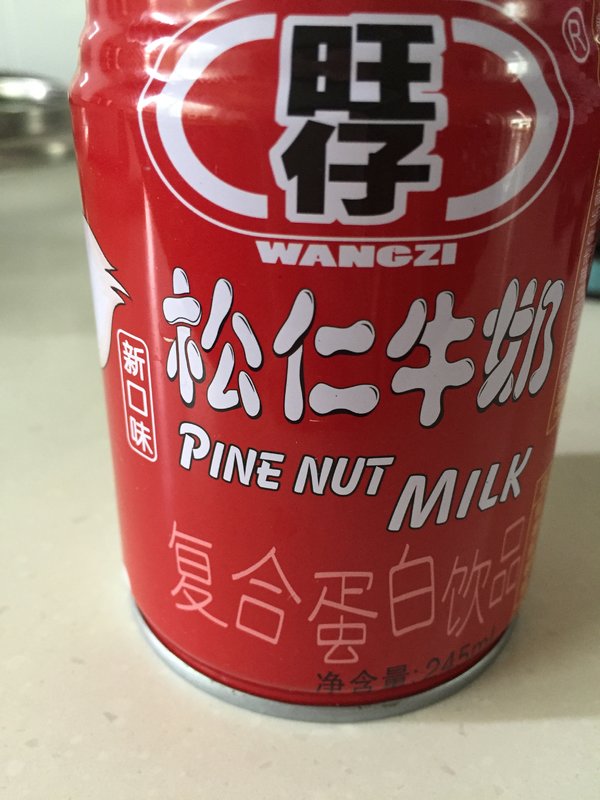 旺仔
®
WANGZI
松仁牛奶
新口味
PINE NUT MILK
复合蛋白饮品
净含量: 245ml